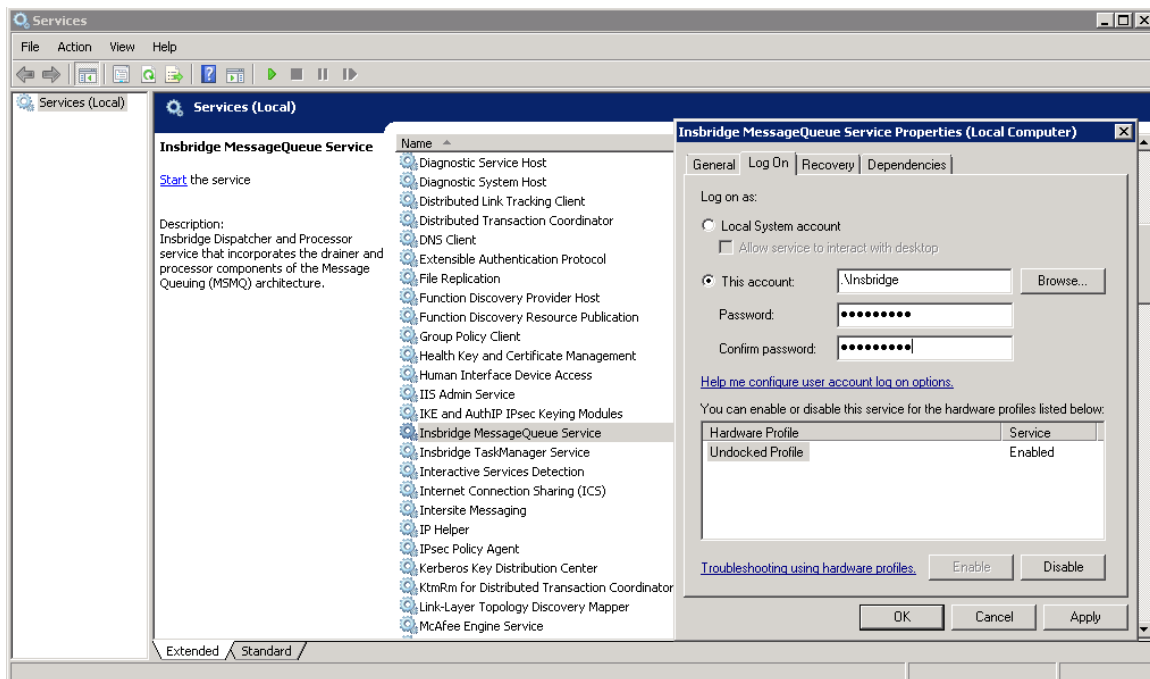 Services
File Action View Help
Services (Local)
Services (Local)
Insbridge MessageQueue Service
Start the service
Description:
Insbridge Dispatcher and Processor
service that incorporates the drainer and
processor components of the Message
Queuing (MSMQ) architecture.
Name
Diagnostic Service Host
Diagnostic System Host
Distributed Link Tracking Client
Distributed Transaction Coordinator
DNS Client
Extensible Authentication Protocol
File Replication
Function Discovery Provider Host
Function Discovery Resource Publication
Group Policy Client
Health Key and Certificate Management
Human Interface Device Access
IIS Admin Service
IKE and AuthIP IPsec Keying Modules
Insbridge MessageQueue Service
Insbridge TaskManager Service
Interactive Services Detection
Internet Connection Sharing (ICS)
Intersite Messaging
IP Helper
IPsec Policy Agent
Kerberos Key Distribution Center
KtmRm for Distributed Transaction Coordinator
Link-Layer Topology Discovery Mapper
McAfee Engine Service
Extended Standard
Insbridge MessageQueue Service Properties (Local Computer)
General Log On Recovery Dependencies
Log on as:
Local System account
Allow service to interact with desktop
This account: .\Insbridge Browse...
Password: •••••••••
Confirm password: •••••••••
Help me configure user account log on options.
You can enable or disable this service for the hardware profiles listed below:
Hardware Profile Service
Undocked Profile Enabled
Troubleshooting using hardware profiles. Enable Disable
OK Cancel Apply